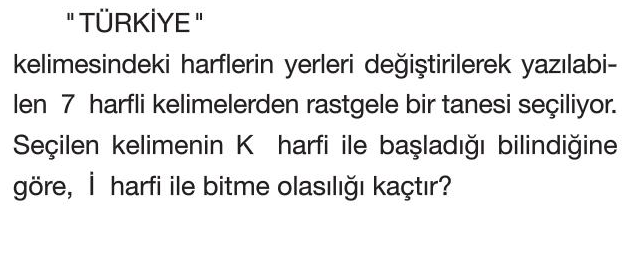 "TÜRKİYE"
kelimesindeki harflerin yerleri değiştirilerek yazılabi-
len 7 harfli kelimelerden rastgele bir tanesi seçiliyor.
Seçilen kelimenin K harfi ile başladığı bilindiğine
göre, İ harfi ile bitme olasılığı kaçtır?